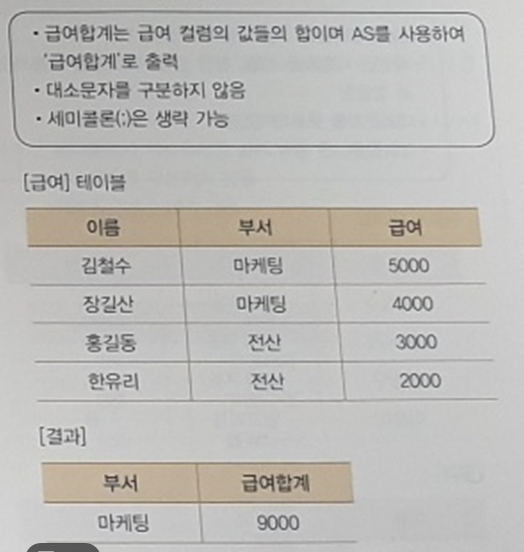 • 급여합계는 급여 컬럼의 값들의 합이며 AS를 사용하여
'급여합계'로 출력
• 대소문자를 구분하지 않음
• 세미콜론(;)은 생략 가능
[급여] 테이블
이름 부서 급여
김철수 마케팅 5000
장길산 마케팅 4000
홍길동 전산 3000
한유리 전산 2000
[결과]
부서 급여합계
마케팅 9000